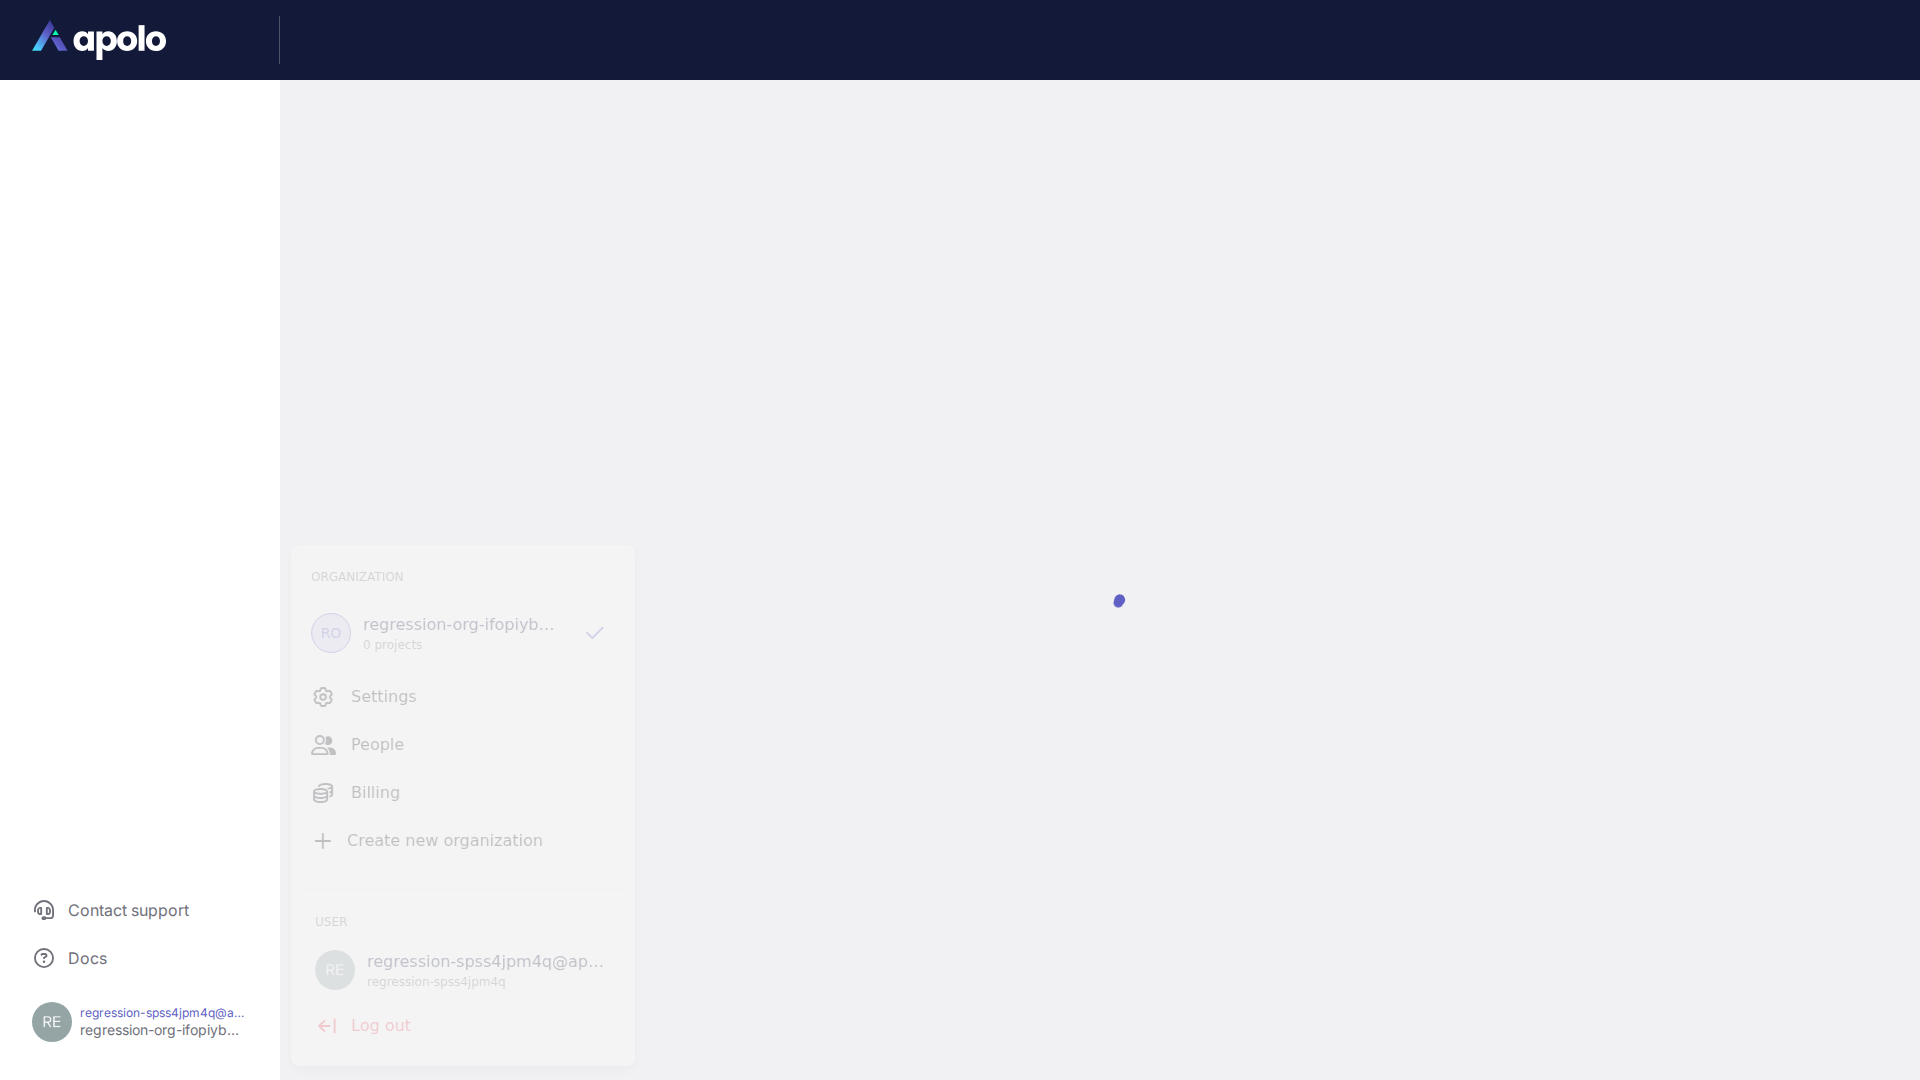 apolo
ORGANIZATION
RO
regression-org-ifopiyb...
0 projects
Settings
People
Billing
Create new organization
USER
RE
regression-spss4jpm4q@ap...
regression-spss4jpm4q
Log out
Contact support
Docs
RE
regression-spss4jpm4q@a...
regression-org-ifopiyb...